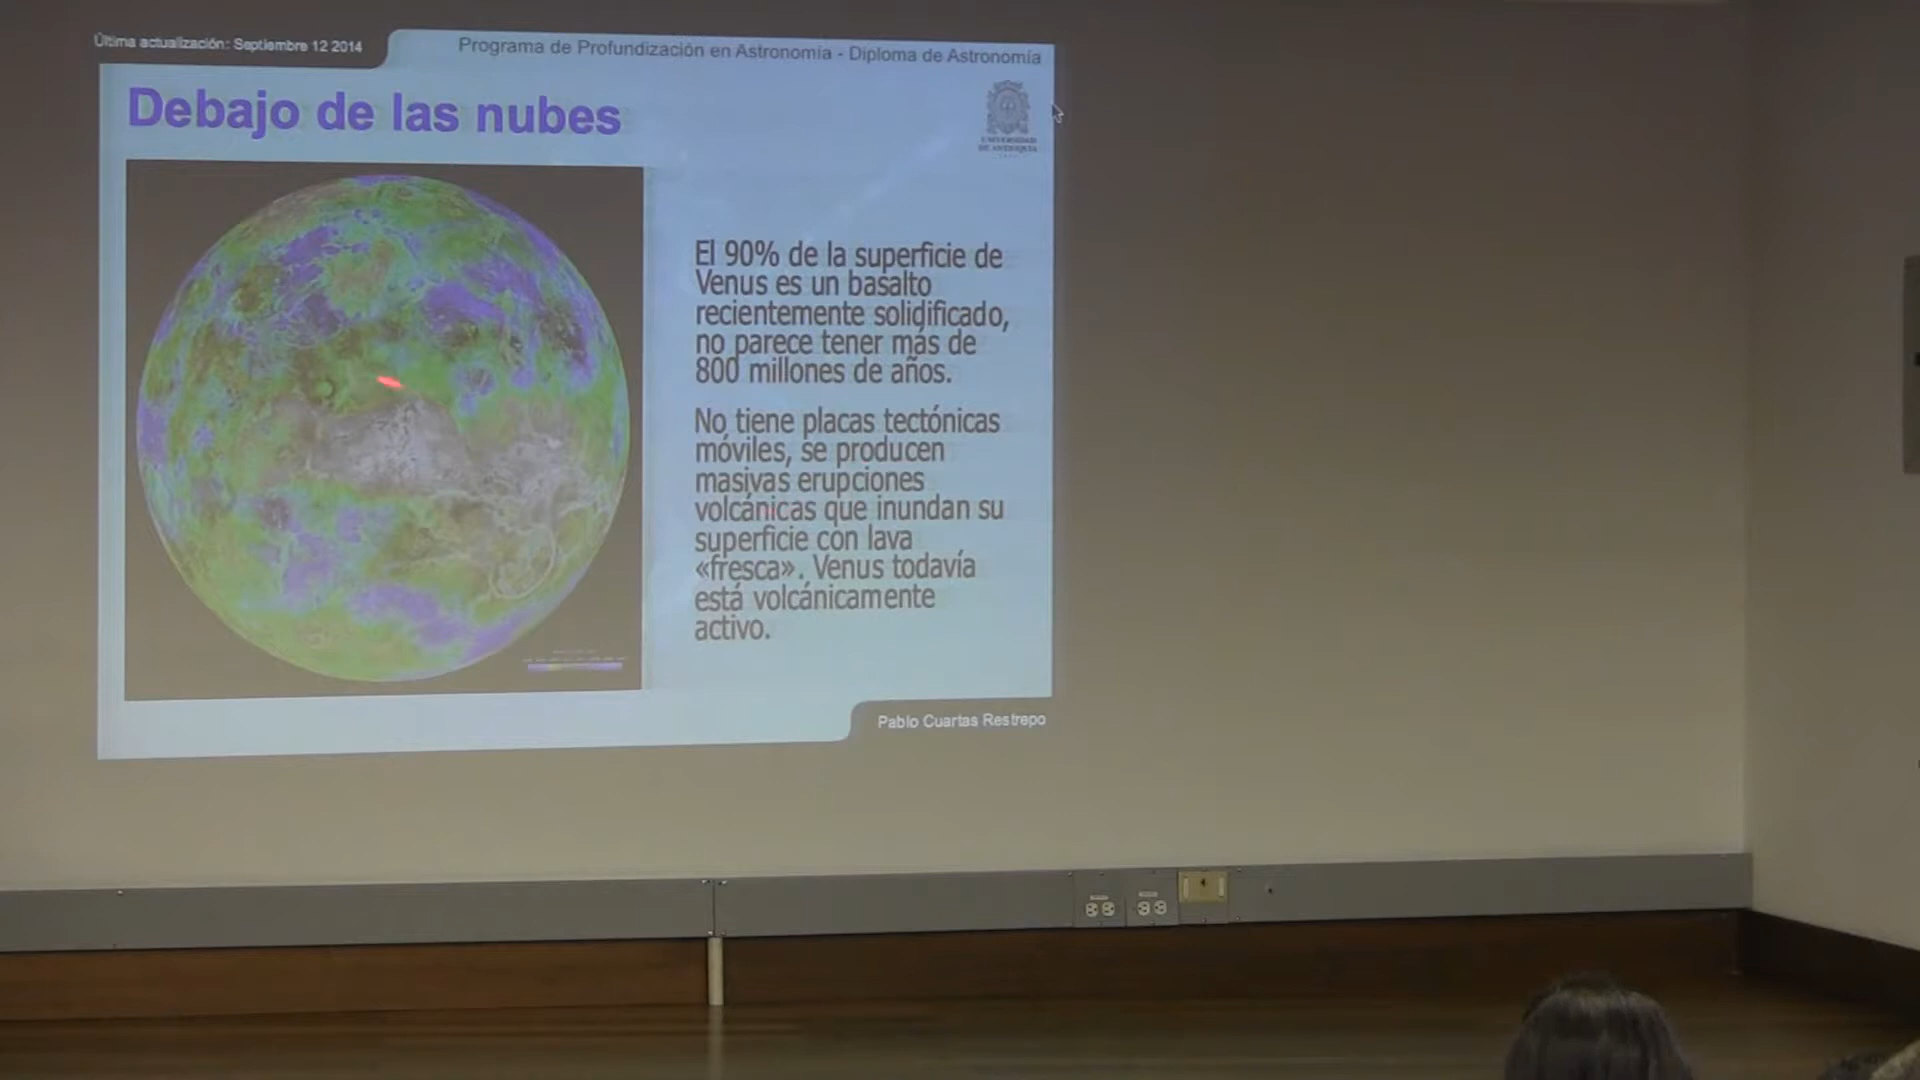 Última actualización: Septiembre 12 2014
Programa de Profundización en Astronomía - Diploma de Astronomía
Debajo de las nubes
UNIVERSIDAD
DE ANTIOQUIA
El 90% de la superficie de
Venus es un basalto
recientemente solidificado,
no parece tener más de
800 millones de años.
No tiene placas tectónicas
móviles, se producen
masivas erupciones
volcánicas que inundan su
superficie con lava
«fresca». Venus todavía
está volcánicamente
activo.
Pablo Cuartas Restrepo